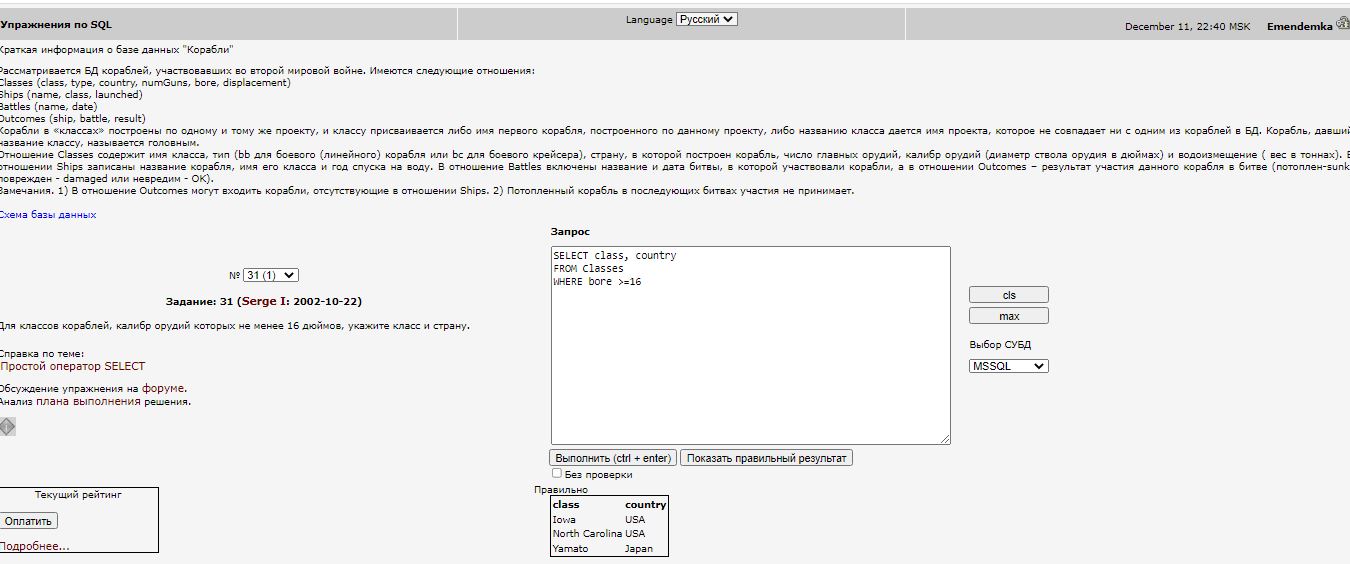 Упражнения по SQL
Language Русский
December 11, 22:40 MSK Emendemka
Краткая информация о базе данных "Корабли"
Рассматривается БД кораблей, участвовавших во второй мировой войне. Имеются следующие отношения:
Classes (class, type, country, numGuns, bore, displacement)
Ships (name, class, launched)
Battles (name, date)
Outcomes (ship, battle, result)
Корабли в «классах» построены по одному и тому же проекту, и классу присваивается либо имя первого корабля, построенного по данному проекту, либо названию класса дается имя проекта, которое не совпадает ни с одним из кораблей в БД. Корабль, давший
название классу, называется головным.
Отношение Classes содержит имя класса, тип (bb для боевого (линейного) корабля или bc для боевого крейсера), страну, в которой построен корабль, число главных орудий, калибр орудий (диаметр ствола орудия в дюймах) и водоизмещение ( вес в тоннах). В
отношении Ships записаны название корабля, имя его класса и год спуска на воду. В отношение Battles включены название и дата битвы, в которой участвовали корабли, а в отношении Outcomes – результат участия данного корабля в битве (потоплен-sunk,
поврежден - damaged или невредим - OK).
Замечания. 1) В отношение Outcomes могут входить корабли, отсутствующие в отношении Ships. 2) Потопленный корабль в последующих битвах участия не принимает.
Схема базы данных
Запрос
SELECT class, country
FROM Classes
WHERE bore >=16
№ 31 (1)
Задание: 31 (Serge I: 2002-10-22)
Для классов кораблей, калибр орудий которых не менее 16 дюймов, укажите класс и страну.
Справка по теме:
Простой оператор SELECT
Обсуждение упражнения на форуме.
Анализ плана выполнения решения.
cls
max
Выбор СУБД
MSSQL
Выполнить (ctrl + enter) Показать правильный результат
Без проверки
Правильно
class country
Iowa USA
North Carolina USA
Yamato Japan
Текущий рейтинг
Оплатить
Подробнее...